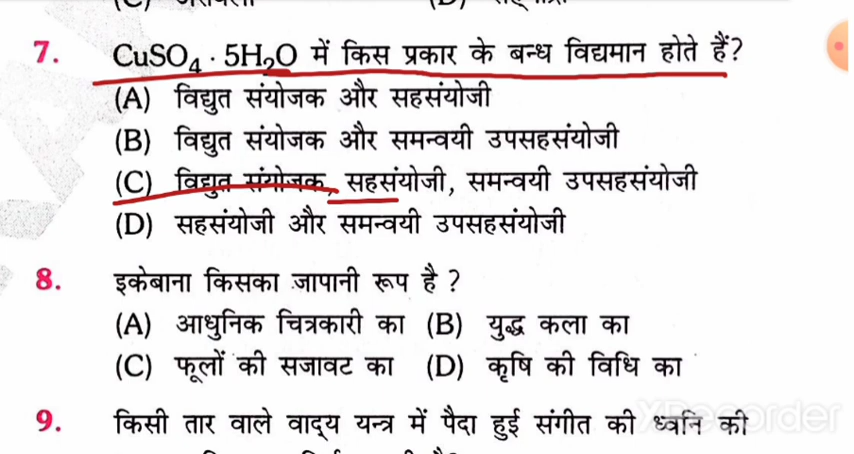 7. CuSO₄ · 5H₂O में किस प्रकार के बन्ध विद्यमान होते हैं?
(A) विद्युत संयोजक और सहसंयोजी
(B) विद्युत संयोजक और समन्वयी उपसहसंयोजी
(C) विद्युत संयोजक, सहसंयोजी, समन्वयी उपसहसंयोजी
(D) सहसंयोजी और समन्वयी उपसहसंयोजी
8. इकेबाना किसका जापानी रूप है ?
(A) आधुनिक चित्रकारी का (B) युद्ध कला का
(C) फूलों की सजावट का (D) कृषि की विधि का
9. किसी तार वाले वाद्य यन्त्र में पैदा हुई संगीत की ध्वनि की
XRecorder